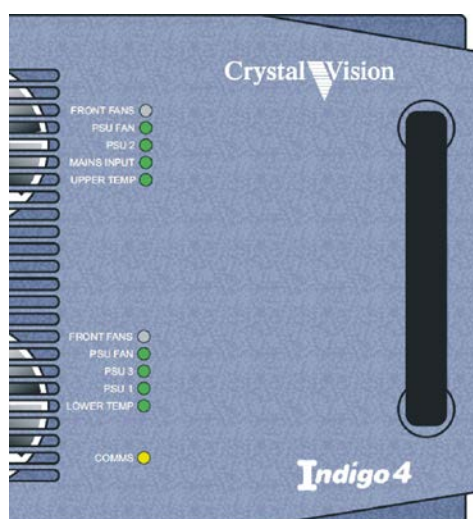 Crystal Vision
FRONT FANS
PSU FAN
PSU 2
MAINS INPUT
UPPER TEMP
FRONT FANS
PSU FAN
PSU 3
PSU 1
LOWER TEMP
COMMS
Indigo 4